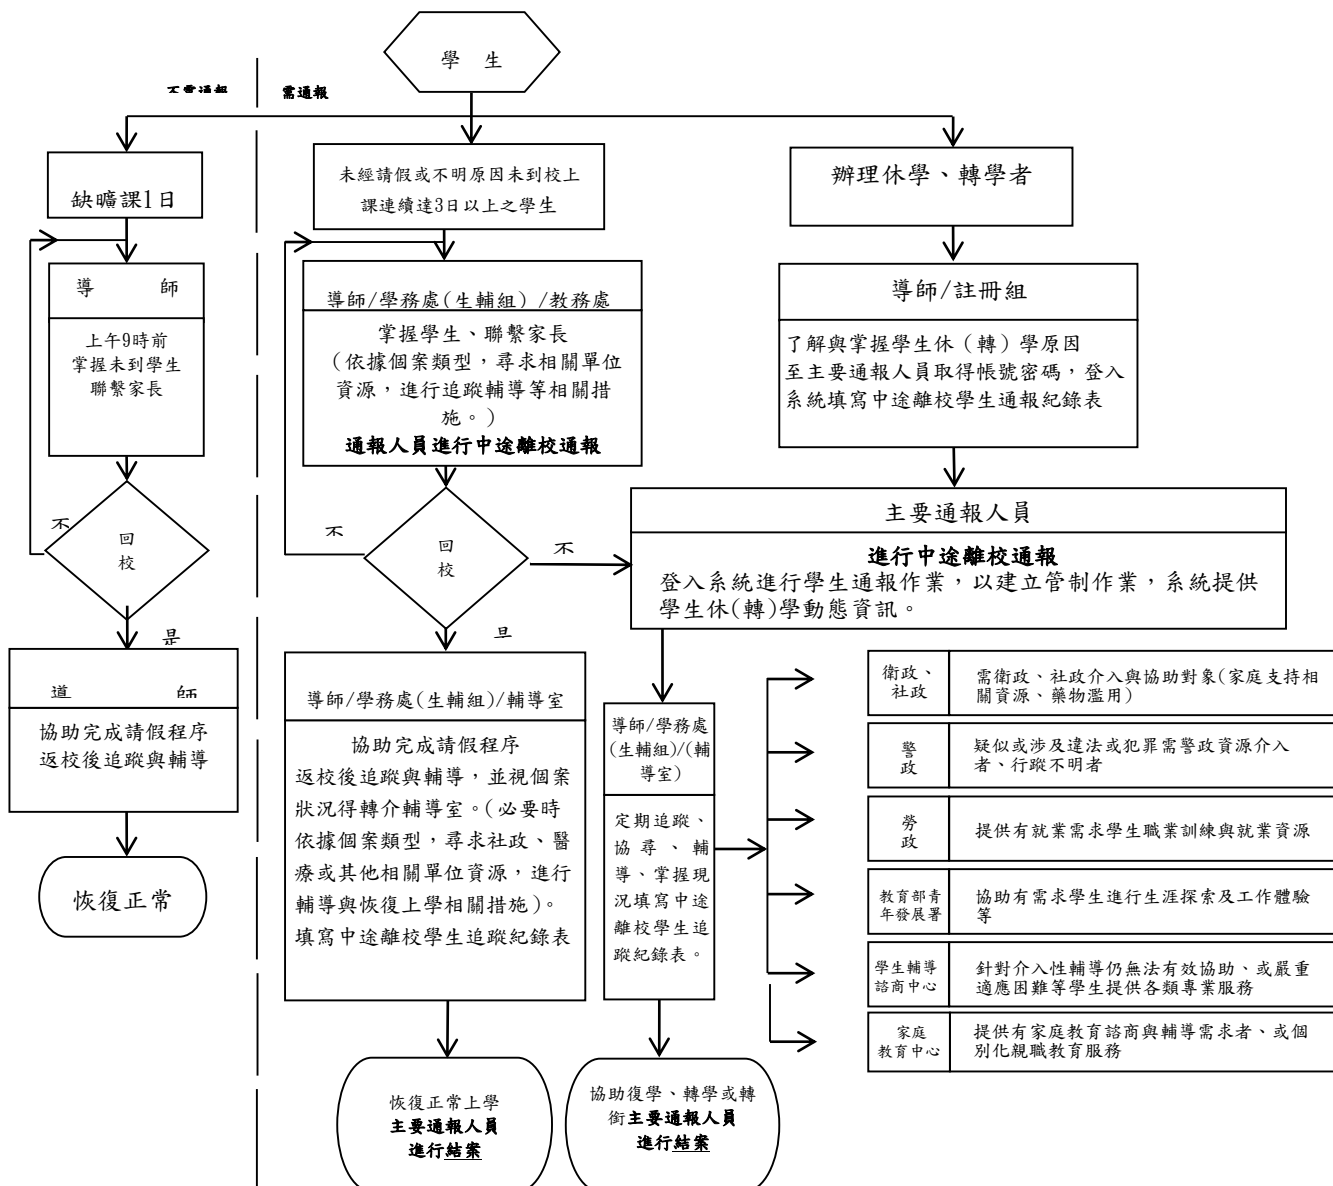 學 生
不需通報
需通報
缺曠課1日
導 師
上午9時前
掌握未到學生
聯繫家長
不
回
校
是
導 師
協助完成請假程序
返校後追蹤與輔導
恢復正常
未經請假或不明原因未到校上
課連續達3日以上之學生
導師/學務處(生輔組) /教務處
掌握學生、聯繫家長
(依據個案類型，尋求相關單位
資源，進行追蹤輔導等相關措
施。)
通報人員進行中途離校通報
不
回
校
不
是
導師/學務處(生輔組)/輔導室
協助完成請假程序
返校後追蹤與輔導，並視個案
狀況得轉介輔導室。(必要時
依據個案類型，尋求社政、醫
療或其他相關單位資源，進行
輔導與恢復上學相關措施)。
填寫中途離校學生追蹤紀錄表
恢復正常上學
主要通報人員
進行結案
辦理休學、轉學者
導師/註冊組
了解與掌握學生休（轉）學原因
至主要通報人員取得帳號密碼，登入
系統填寫中途離校學生通報紀錄表
主要通報人員
進行中途離校通報
登入系統進行學生通報作業，以建立管制作業，系統提供
學生休(轉)學動態資訊。
導師/學務處
(生輔組)/(輔
導室)
定期追蹤、
協尋、輔
導、掌握現
況填寫中途
離校學生追
蹤紀錄表。
協助復學、轉學或轉
銜主要通報人員
進行結案
衛政、
社政
需衛政、社政介入與協助對象(家庭支持相
關資源、藥物濫用)
警
政
疑似或涉及違法或犯罪需警政資源介入
者、行蹤不明者
勞
政
提供有就業需求學生職業訓練與就業資源
教育部青
年發展署
協助有需求學生進行生涯探索及工作體驗
等
學生輔導
諮商中心
針對介入性輔導仍無法有效協助、或嚴重
適應困難等學生提供各類專業服務
家庭
教育中心
提供有家庭教育諮商與輔導需求者、或個
別化親職教育服務